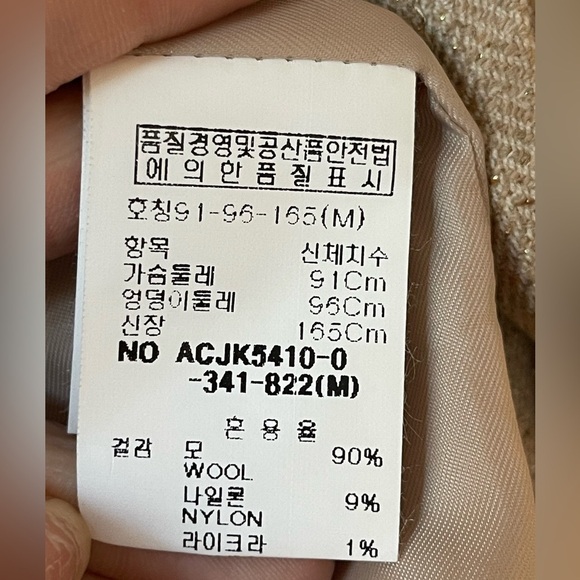 품질경영및공산품안전법
에 의 한 품 질 표 시
호칭91-96-165(M)
항목 신체치수
가슴둘레 91Cm
엉덩이둘레 96Cm
신장 165Cm
NO ACJK5410-0
-341-822(M)
혼 용 율
겉감 모 90%
WOOL
나일론 9%
NYLON
라이크라 1%